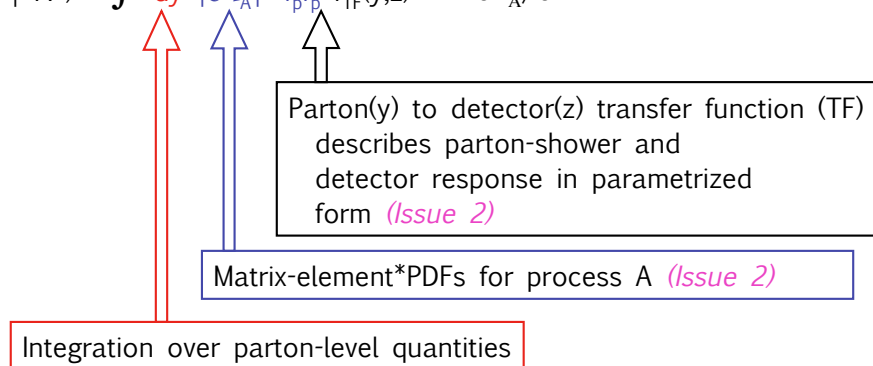 Parton(y) to detector(z) transfer function (TF)
describes parton-shower and
detector response in parametrized
form (Issue 2)
Matrix-element*PDFs for process A (Issue 2)
Integration over parton-level quantities